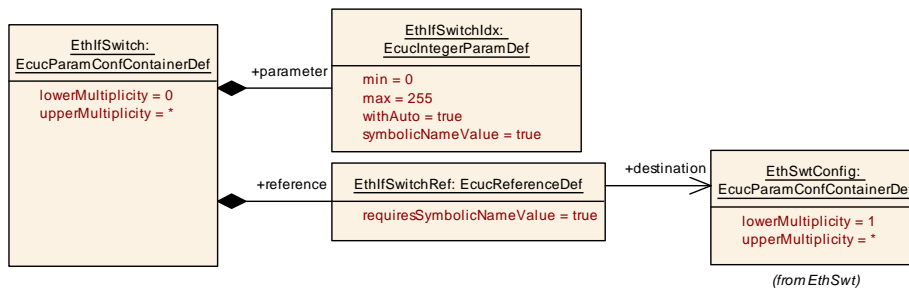 EthIfSwitch:
EcucParamConfContainerDef
lowerMultiplicity = 0
upperMultiplicity = *
+parameter
EthIfSwitchIdx:
EcucIntegerParamDef
min = 0
max = 255
withAuto = true
symbolicNameValue = true
+reference
EthIfSwitchRef: EcucReferenceDef
requiresSymbolicNameValue = true
+destination
EthSwtConfig:
EcucParamConfContainerDef
lowerMultiplicity = 1
upperMultiplicity = *
(from EthSwt)